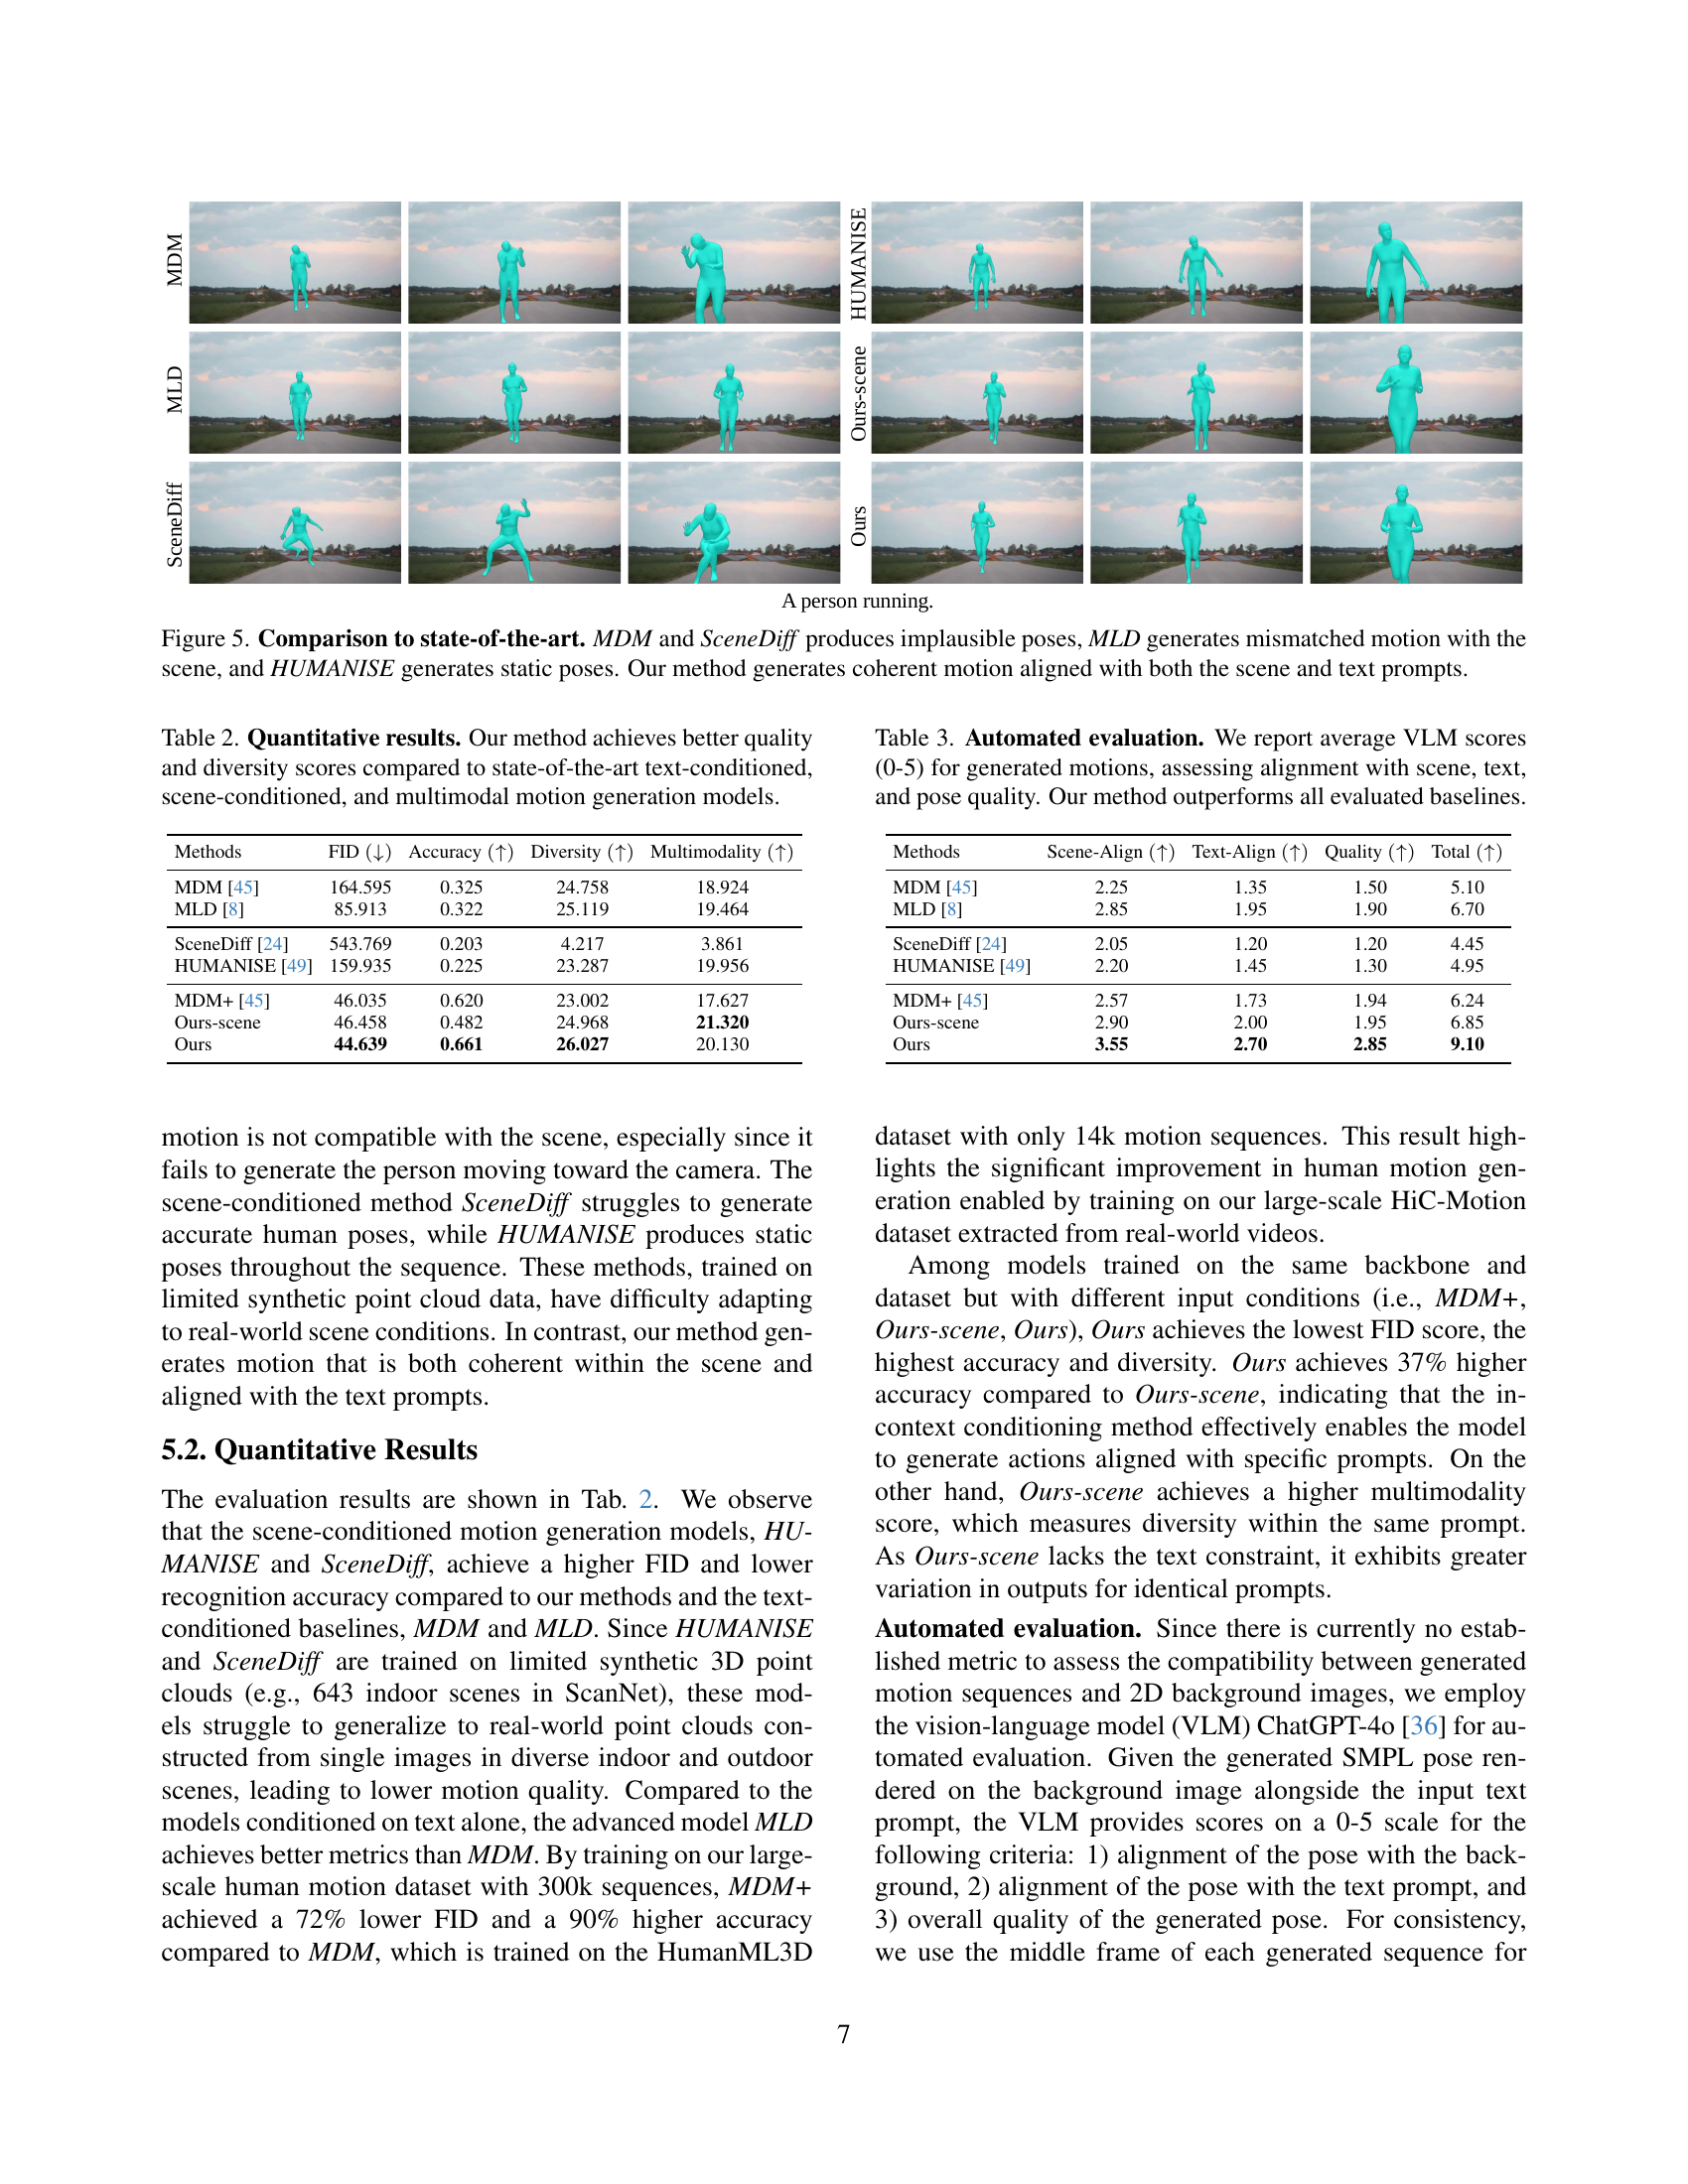 MDM
HUMANISE
MLD
Ours-scene
SceneDiff
Ours
A person running.
Figure 5. Comparison to state-of-the-art. MDM and SceneDiff produces implausible poses, MLD generates mismatched motion with the
scene, and HUMANISE generates static poses. Our method generates coherent motion aligned with both the scene and text prompts.
Table 2. Quantitative results. Our method achieves better quality
and diversity scores compared to state-of-the-art text-conditioned,
scene-conditioned, and multimodal motion generation models.
Methods FID (↓) Accuracy (↑) Diversity (↑) Multimodality (↑)
MDM [45] 164.595 0.325 24.758 18.924
MLD [8] 85.913 0.322 25.119 19.464
SceneDiff [24] 543.769 0.203 4.217 3.861
HUMANISE [49] 159.935 0.225 23.287 19.956
MDM+ [45] 46.035 0.620 23.002 17.627
Ours-scene 46.458 0.482 24.968 21.320
Ours 44.639 0.661 26.027 20.130
Table 3. Automated evaluation. We report average VLM scores
(0-5) for generated motions, assessing alignment with scene, text,
and pose quality. Our method outperforms all evaluated baselines.
Methods Scene-Align (↑) Text-Align (↑) Quality (↑) Total (↑)
MDM [45] 2.25 1.35 1.50 5.10
MLD [8] 2.85 1.95 1.90 6.70
SceneDiff [24] 2.05 1.20 1.20 4.45
HUMANISE [49] 2.20 1.45 1.30 4.95
MDM+ [45] 2.57 1.73 1.94 6.24
Ours-scene 2.90 2.00 1.95 6.85
Ours 3.55 2.70 2.85 9.10
motion is not compatible with the scene, especially since it
fails to generate the person moving toward the camera. The
scene-conditioned method SceneDiff struggles to generate
accurate human poses, while HUMANISE produces static
poses throughout the sequence. These methods, trained on
limited synthetic point cloud data, have difficulty adapting
to real-world scene conditions. In contrast, our method gen-
erates motion that is both coherent within the scene and
aligned with the text prompts.
5.2. Quantitative Results
The evaluation results are shown in Tab. 2. We observe
that the scene-conditioned motion generation models, HU-
MANISE and SceneDiff, achieve a higher FID and lower
recognition accuracy compared to our methods and the text-
conditioned baselines, MDM and MLD. Since HUMANISE
and SceneDiff are trained on limited synthetic 3D point
clouds (e.g., 643 indoor scenes in ScanNet), these mod-
els struggle to generalize to real-world point clouds con-
structed from single images in diverse indoor and outdoor
scenes, leading to lower motion quality. Compared to the
models conditioned on text alone, the advanced model MLD
achieves better metrics than MDM. By training on our large-
scale human motion dataset with 300k sequences, MDM+
achieved a 72% lower FID and a 90% higher accuracy
compared to MDM, which is trained on the HumanML3D
dataset with only 14k motion sequences. This result high-
lights the significant improvement in human motion gen-
eration enabled by training on our large-scale HiC-Motion
dataset extracted from real-world videos.
Among models trained on the same backbone and
dataset but with different input conditions (i.e., MDM+,
Ours-scene, Ours), Ours achieves the lowest FID score, the
highest accuracy and diversity. Ours achieves 37% higher
accuracy compared to Ours-scene, indicating that the in-
context conditioning method effectively enables the model
to generate actions aligned with specific prompts. On the
other hand, Ours-scene achieves a higher multimodality
score, which measures diversity within the same prompt.
As Ours-scene lacks the text constraint, it exhibits greater
variation in outputs for identical prompts.
Automated evaluation. Since there is currently no estab-
lished metric to assess the compatibility between generated
motion sequences and 2D background images, we employ
the vision-language model (VLM) ChatGPT-4o [36] for au-
tomated evaluation. Given the generated SMPL pose ren-
dered on the background image alongside the input text
prompt, the VLM provides scores on a 0-5 scale for the
following criteria: 1) alignment of the pose with the back-
ground, 2) alignment of the pose with the text prompt, and
3) overall quality of the generated pose. For consistency,
we use the middle frame of each generated sequence for
7